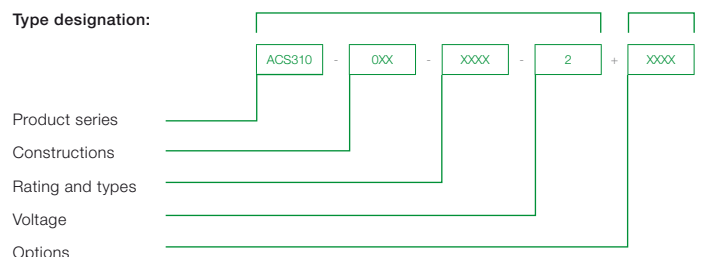 Type designation:
ACS310 - 0XX - XXXX - 2 + XXXX
Product series
Constructions
Rating and types
Voltage
Options